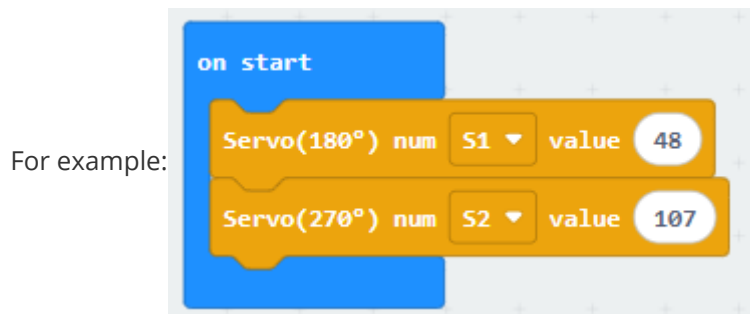 on start
Servo(180°) num S1 value 48
For example:
Servo(270°) num S2 value 107